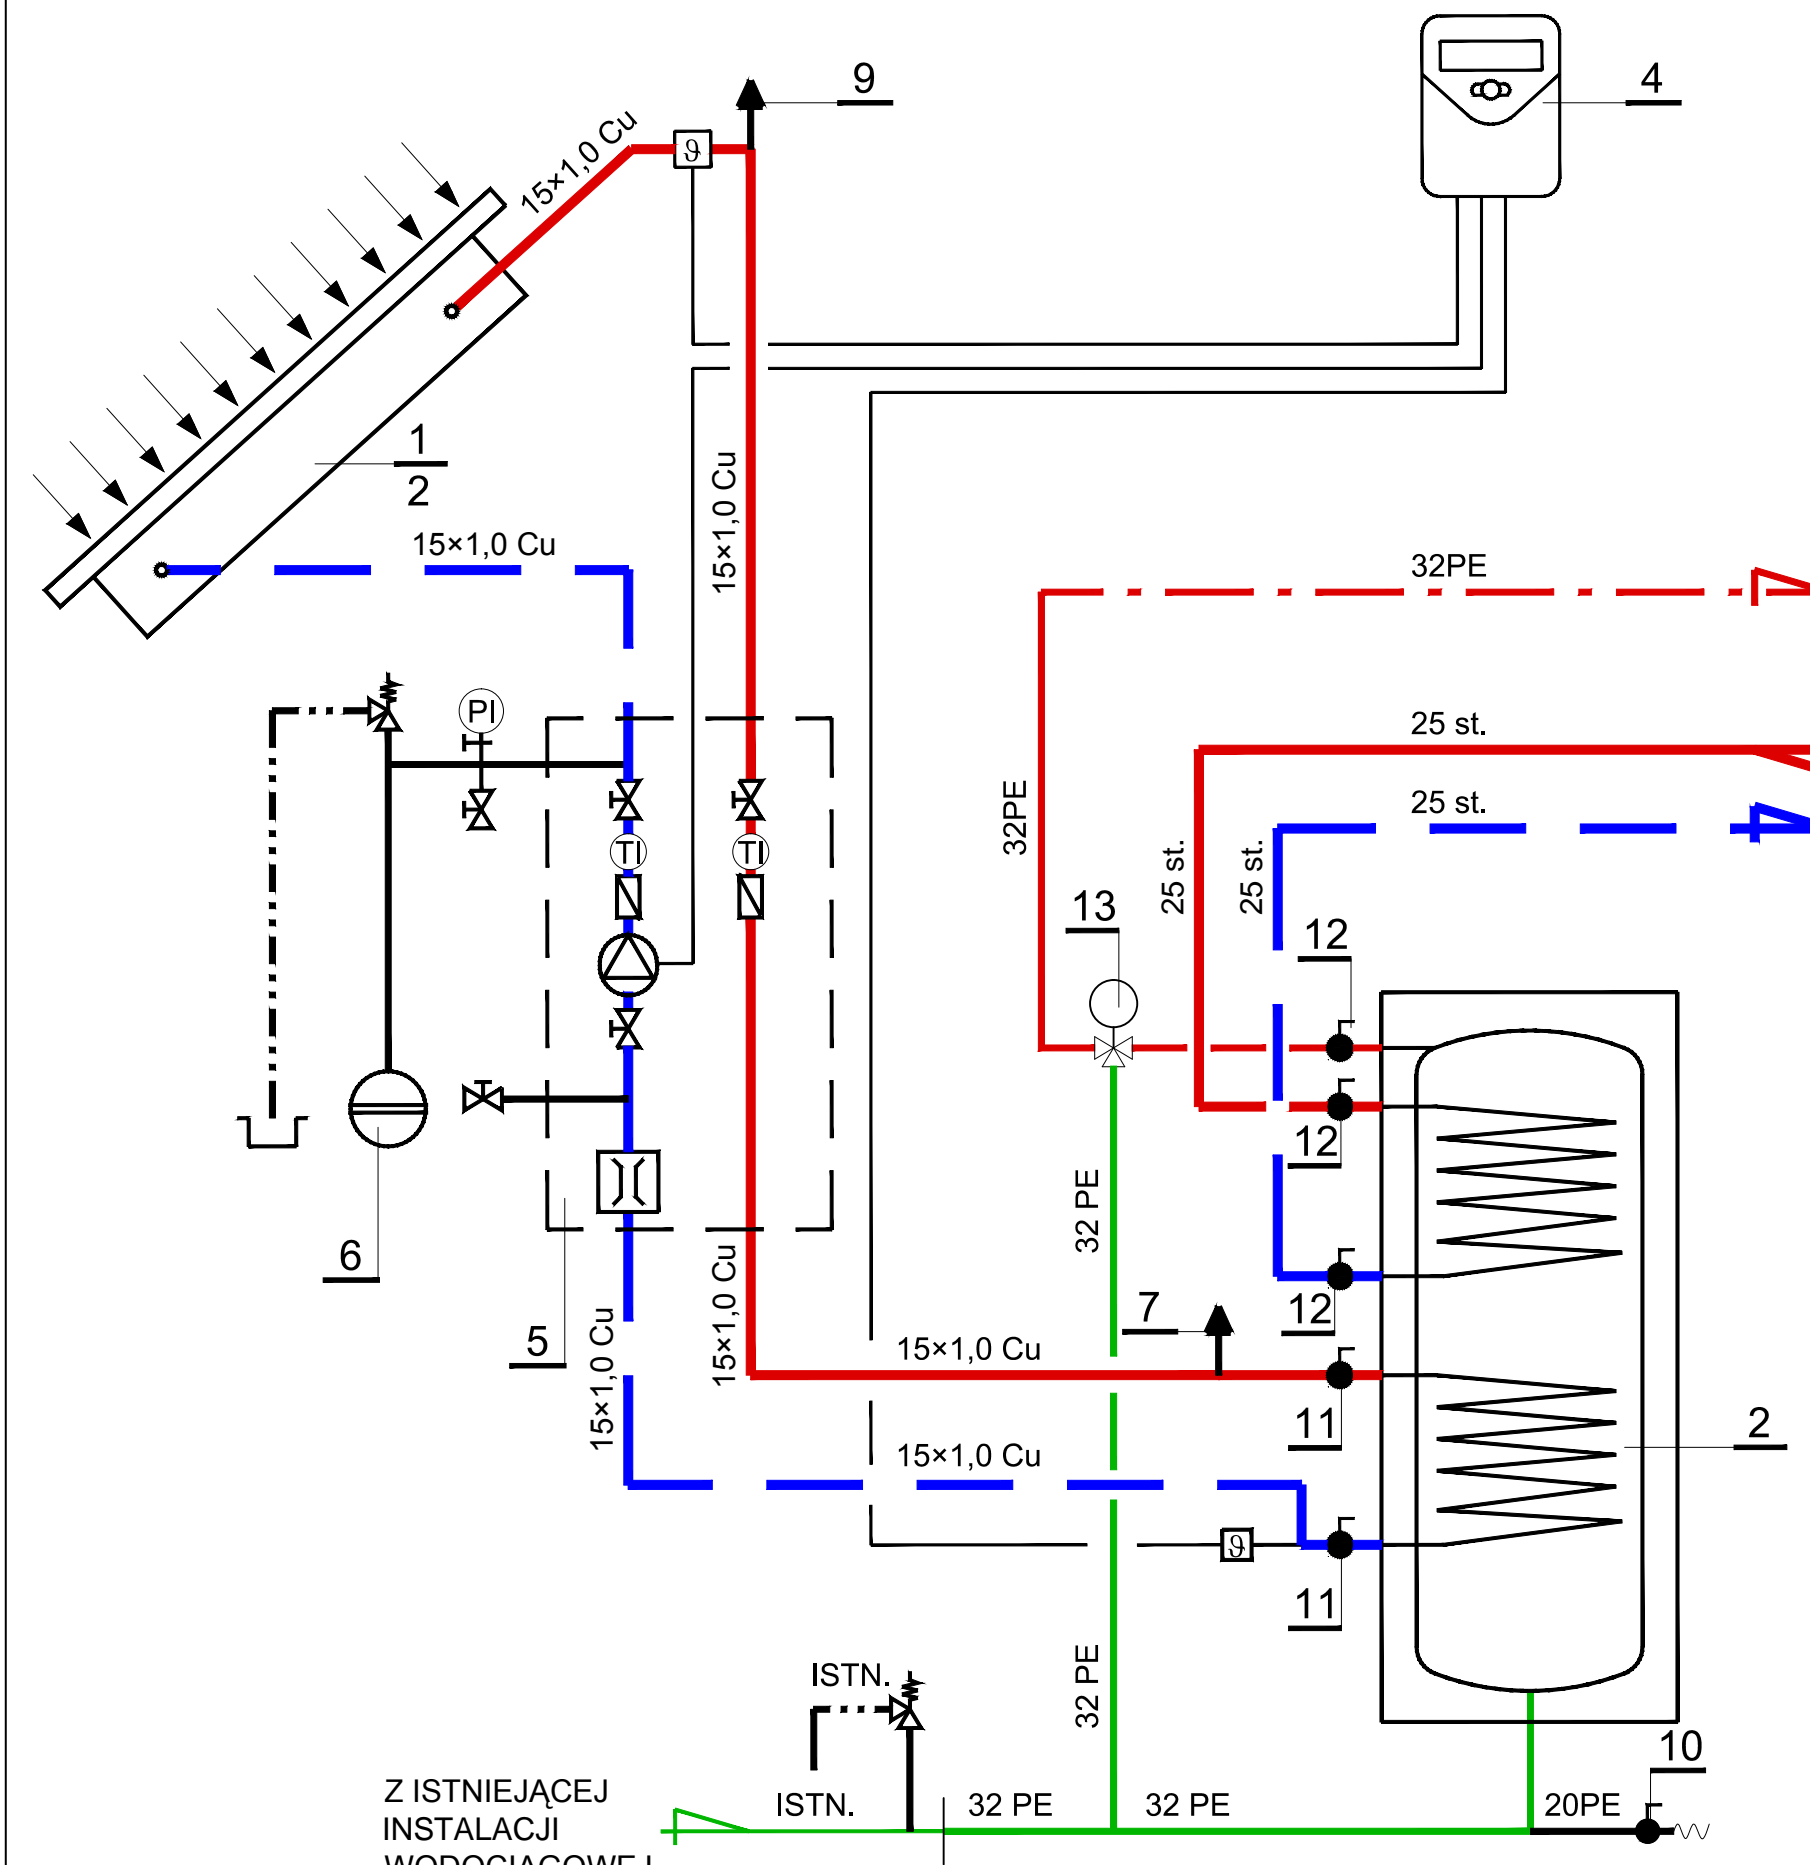 9
4
15×1,0 Cu
ϑ
1
2
15×1,0 Cu
15×1,0 Cu
32PE
PI
25 st.
25 st.
32PE
TI
TI
25 st.
25 st.
13
12
12
32 PE
6
5
15×1,0 Cu
15×1,0 Cu
7
12
15×1,0 Cu
11
2
15×1,0 Cu
ϑ
11
32 PE
ISTN.
10
Z ISTNIEJĄCEJ
INSTALACJI
WODOCIĄGOWEJ
ISTN.
32 PE
32 PE
20PE